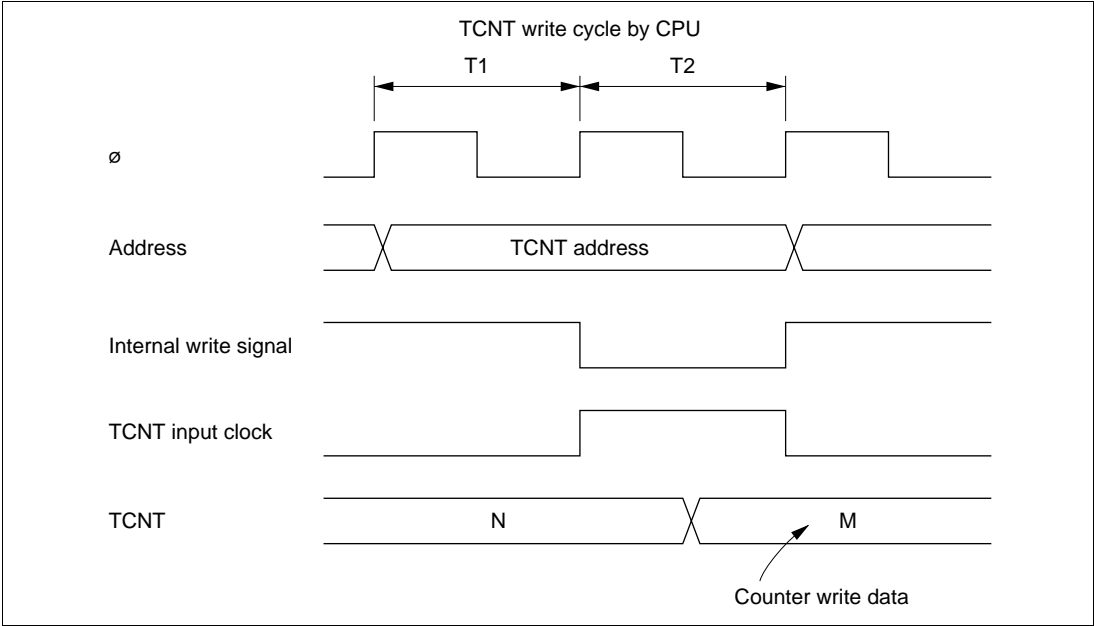 TCNT write cycle by CPU
T1 T2
ø
Address TCNT address
Internal write signal
TCNT input clock
TCNT N M
Counter write data